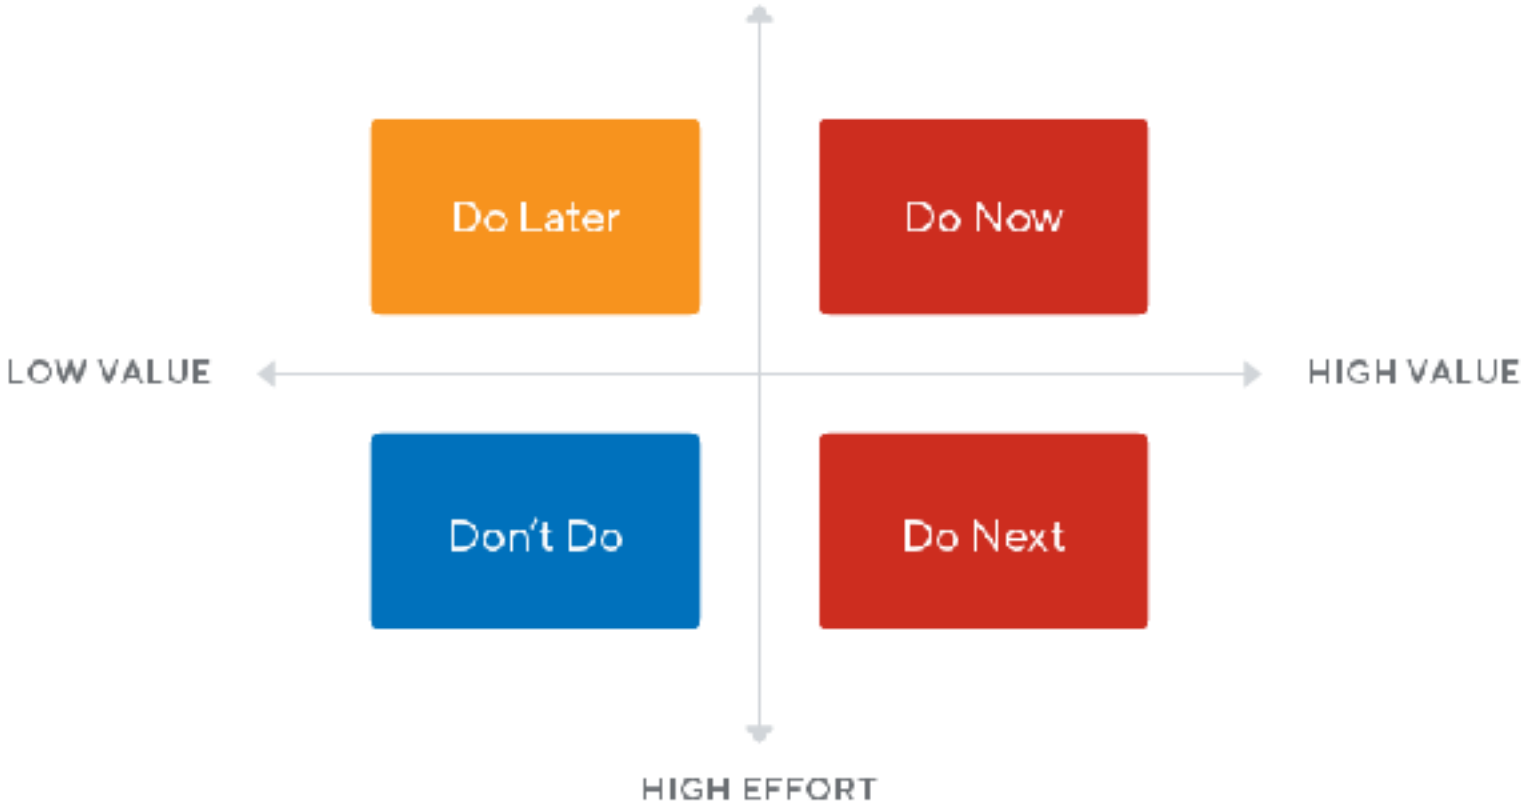 Do Later
Do Now
LOW VALUE
HIGH VALUE
Don't Do
Do Next
HIGH EFFORT